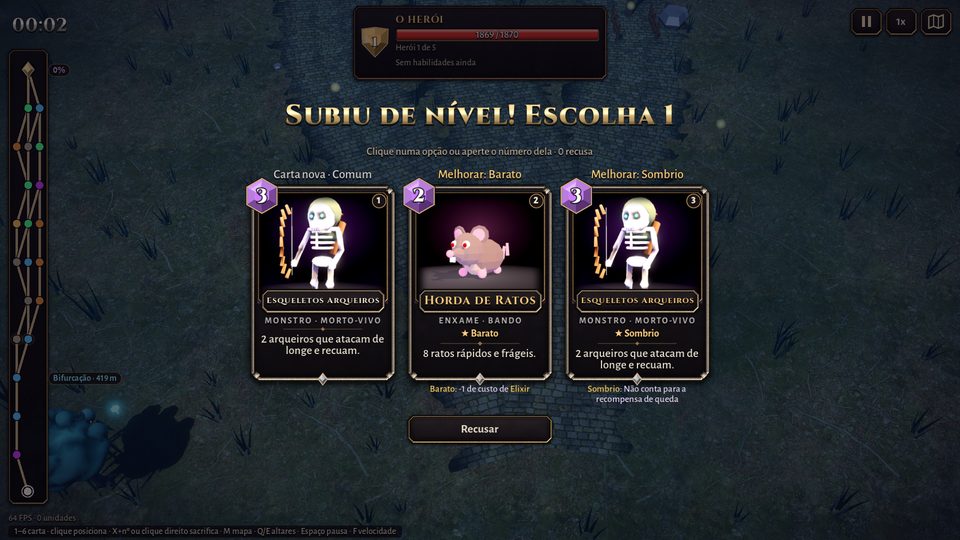 00:02
O HERÓI
1
1869 / 1870
Herói 1 de 5
Sem habilidades ainda
1x
0%
SUBIU DE NÍVEL! ESCOLHA 1
Clique numa opção ou aperte o número dela · 0 recusa
Carta nova · Comum
3
1
ESQUELETOS ARQUEIROS
MONSTRO · MORTO-VIVO
2 arqueiros que atacam de
longe e recuam.
Melhorar: Barato
2
2
HORDA DE RATOS
ENXAME · BANDO
★ Barato
8 ratos rápidos e frágeis.
Barato: -1 de custo de Elixir
Melhorar: Sombrio
3
3
ESQUELETOS ARQUEIROS
MONSTRO · MORTO-VIVO
★ Sombrio
2 arqueiros que atacam de
longe e recuam.
Sombrio: Não conta para a
recompensa de queda
Bifurcação · 419 m
Recusar
64 FPS · 0 unidades
1–6 carta · clique posiciona · X+nº ou clique direito sacrifica · M mapa · Q/E altares · Espaço pausa · F velocidade